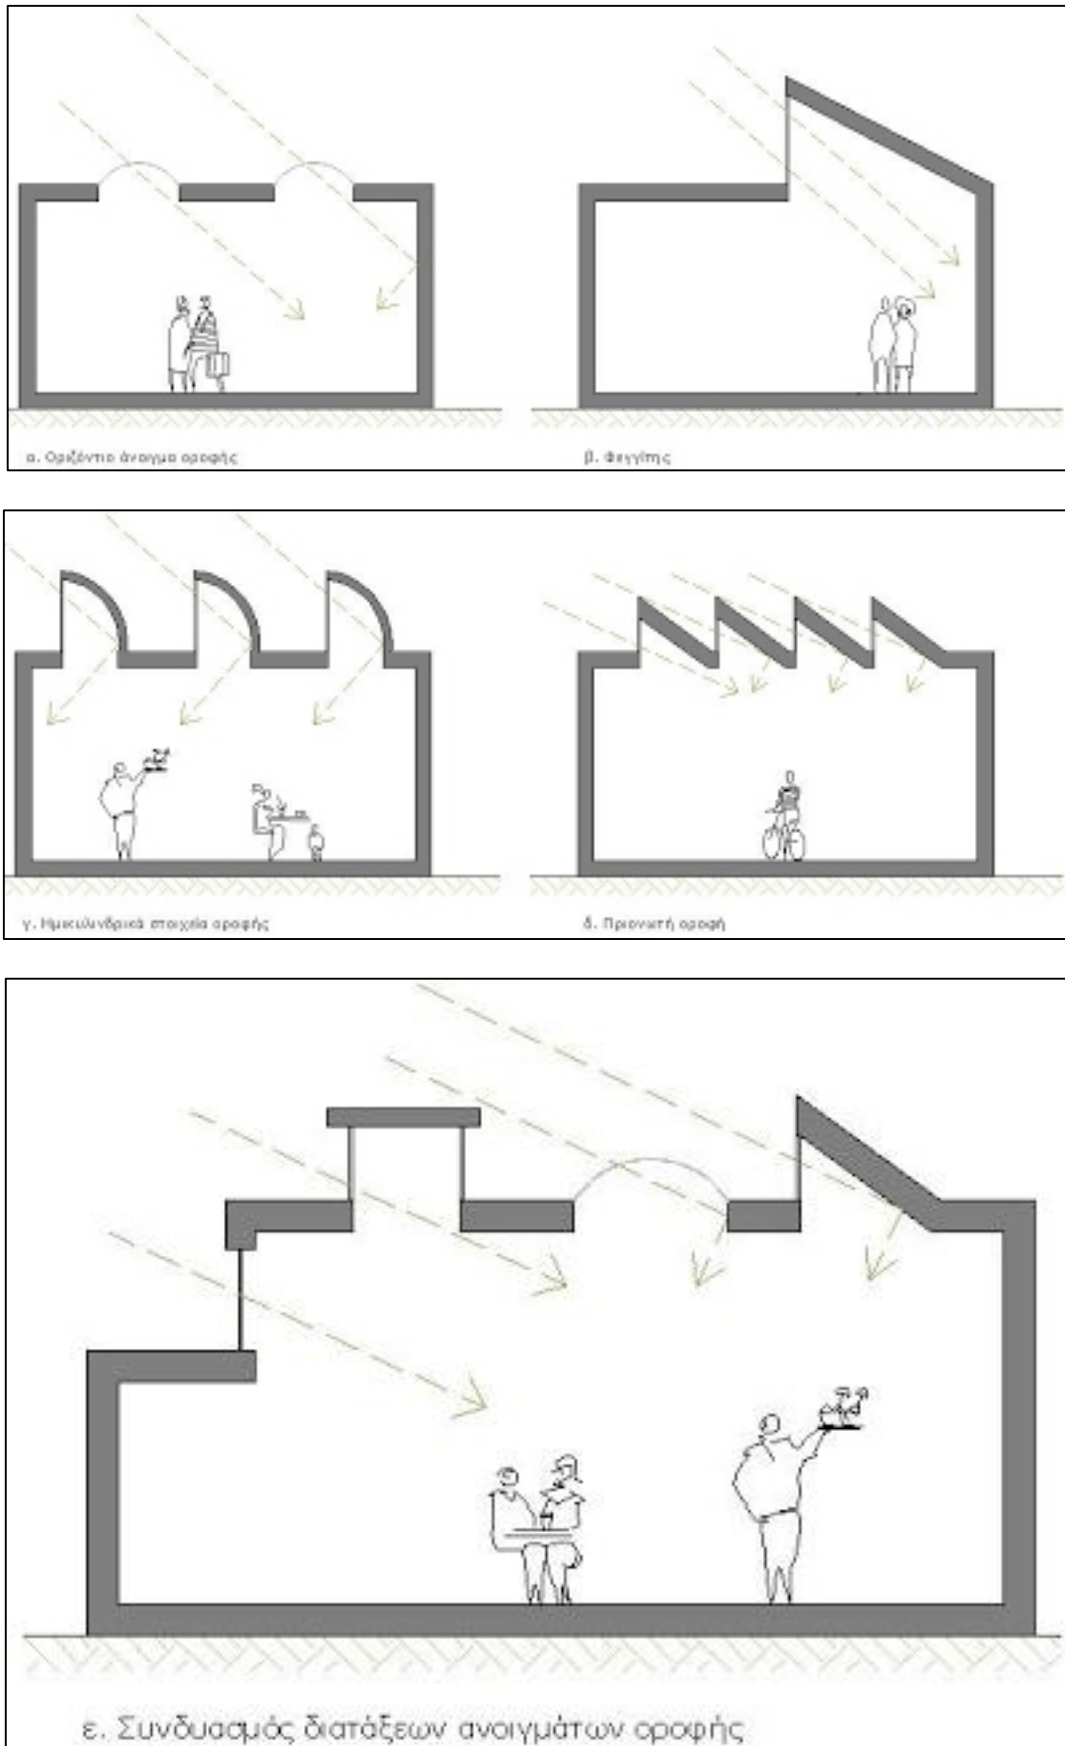 α. Οριζόντιο άνοιγμα οροφής
β. Φεγγίτης
γ. Ημικυλινδρικά στοιχεία οροφής
δ. Πριονωτή οροφή
ε. Συνδυασμός διατάξεων ανοιγμάτων οροφής